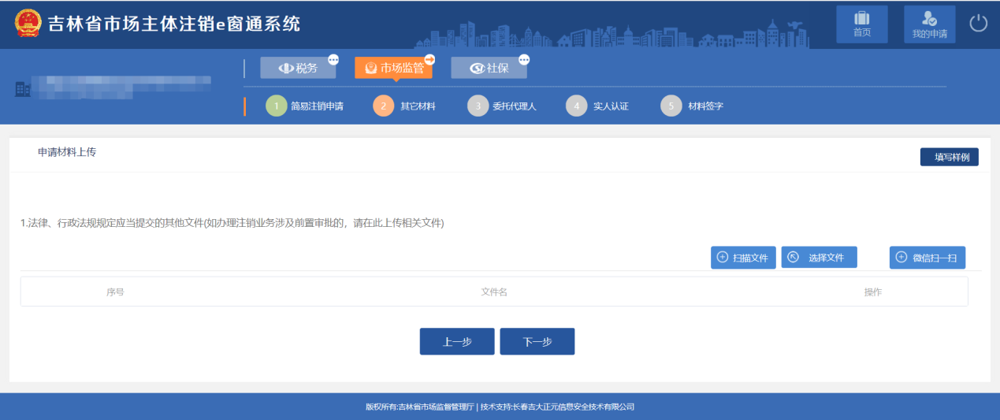 吉林省市场主体注销e窗通系统
首页
我的申请
税务
市场监管
社保
1 简易注销申请
2 其它材料
3 委托代理人
4 实人认证
5 材料签字
申请材料上传
填写样例
1.法律、行政法规规定应当提交的其他文件(如办理注销业务涉及前置审批的，请在此上传相关文件)
扫描文件
选择文件
微信扫一扫
序号 文件名 操作
上一步
下一步
版权所有:吉林省市场监督管理厅 | 技术支持:长春吉大正元信息安全技术有限公司